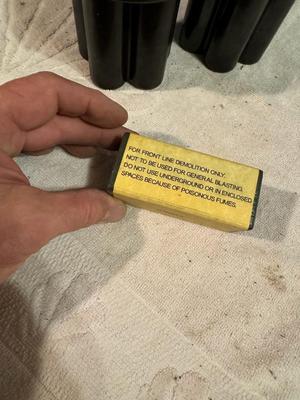 FOR FRONT LINE DEMOLITION ONLY.
NOT TO BE USED FOR GENERAL BLASTING.
DO NOT USE UNDERGROUND OR IN ENCLOSED
SPACES BECAUSE OF POISONOUS FUMES.